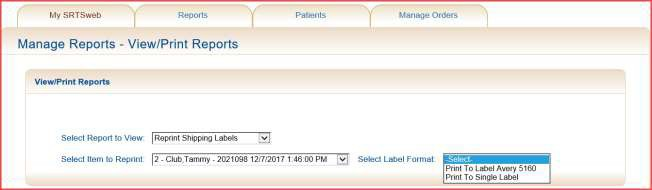 My SRTSweb Reports Patients Manage Orders
Manage Reports - View/Print Reports
View/Print Reports
Select Report to View: Reprint Shipping Labels
Select Item to Reprint: 2 - Club,Tammy - 2021098 12/7/2017 1:46:00 PM Select Label Format: -Select-
Print To Label Avery 5160
Print To Single Label